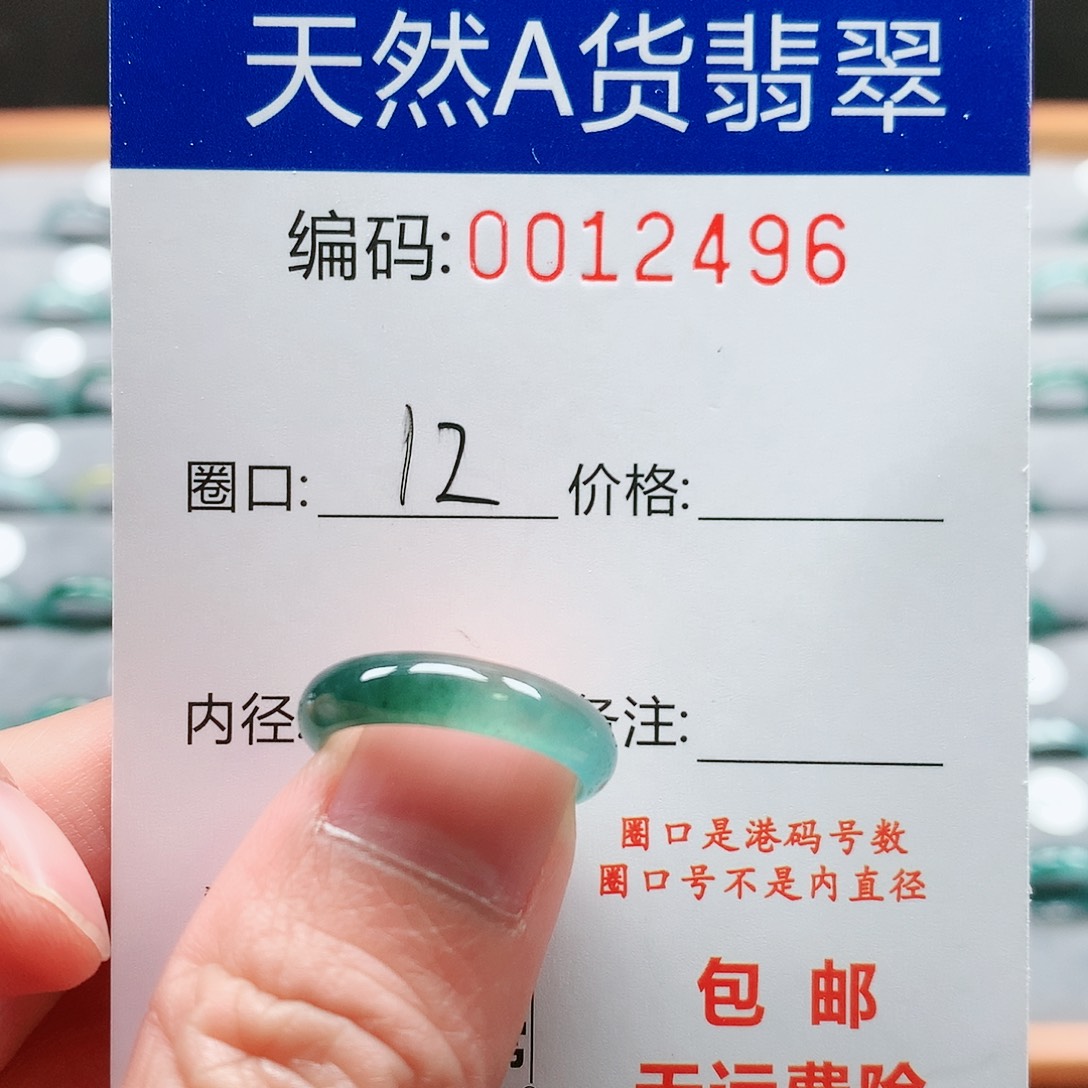 天然A货翡翠
编码:0012496
圈口: 12 价格:
内径: 注:
圈口是港码号数
圈口号不是内直径
包邮